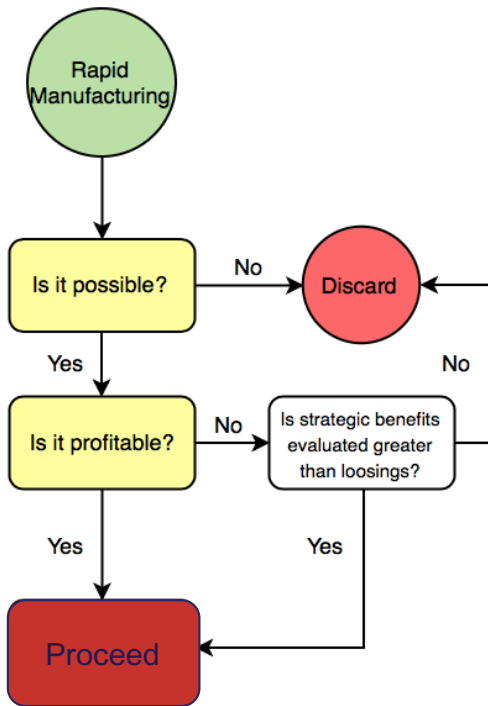 Rapid
Manufacturing
Is it possible?
No
Discard
Yes
No
Is it profitable?
No
Is strategic benefits
evaluated greater
than loosings?
Yes
Yes
Proceed